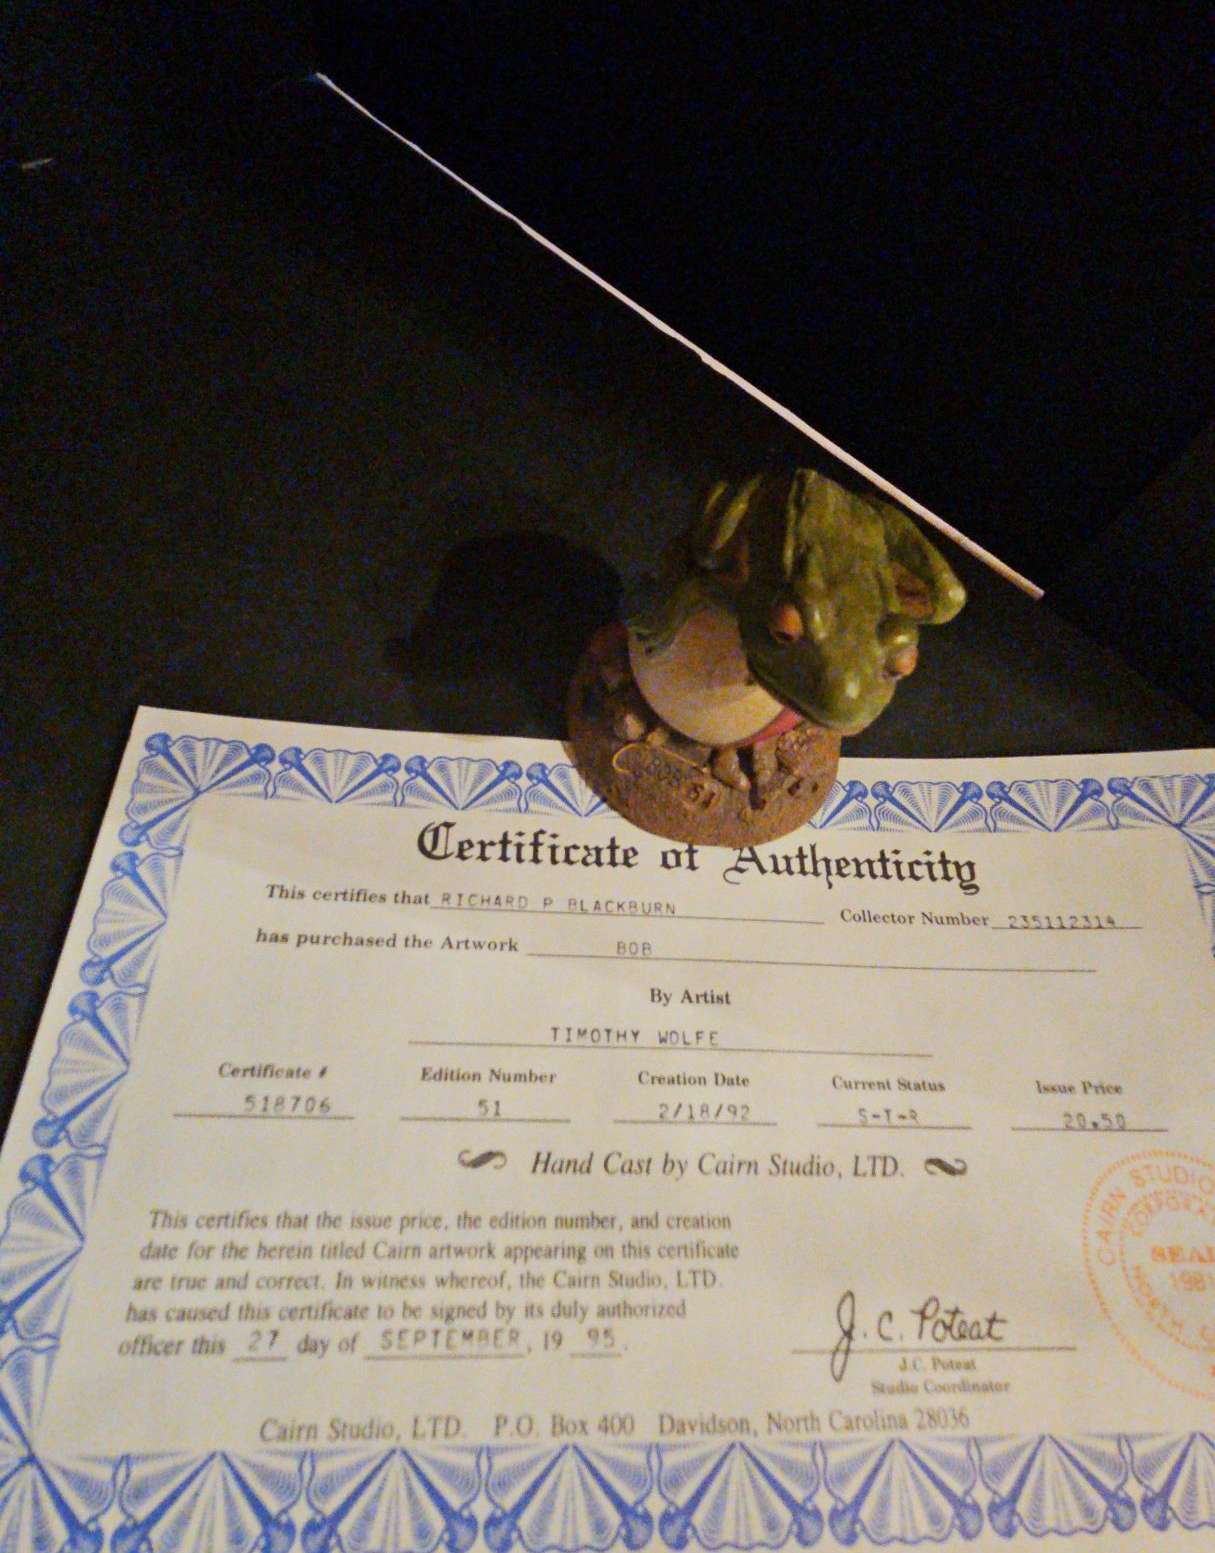 Certificate of Authenticity
This certifies that RICHARD P BLACKBURN Collector Number 235112314
has purchased the Artwork BOB
By Artist
TIMOTHY WOLFE
Certificate # Edition Number Creation Date Current Status Issue Price
518706 51 2/18/92 S-T-R 20.50
Hand Cast by Cairn Studio, LTD.
This certifies that the issue price, the edition number, and creation
date for the herein titled Cairn artwork appearing on this certificate
are true and correct. In witness whereof, the Cairn Studio, LTD.
has caused this certificate to be signed by its duly authorized
officer this 27 day of SEPTEMBER, 19 95.
J. C. Poteat
J.C. Poteat
Studio Coordinator
CAIRN STUDIO
SEAL
1981
NORTH
Cairn Studio, LTD. P.O. Box 400 Davidson, North Carolina 28036